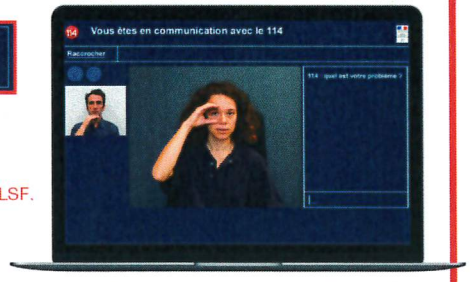 114 Vous êtes en communication avec le 114
Raccrocher
114 : quel est votre problème ?
LSF.